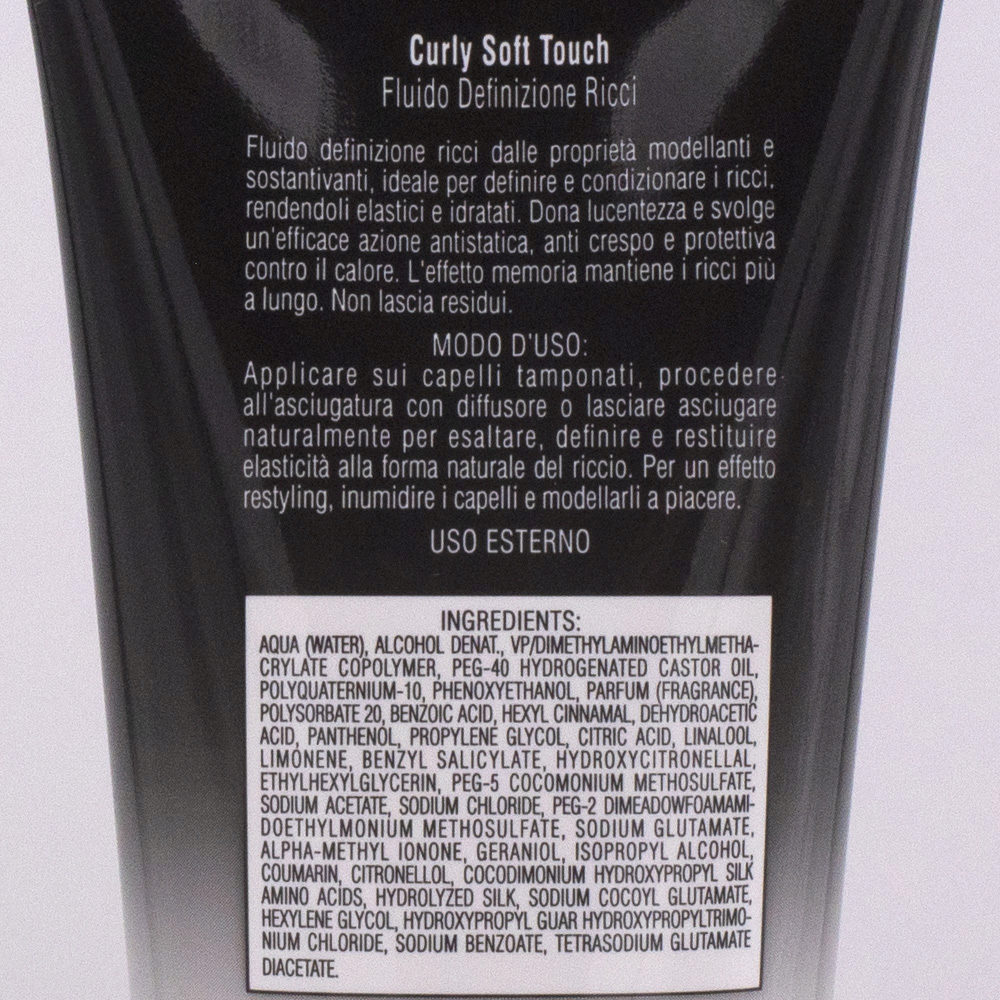 Curly Soft Touch
Fluido Definizione Ricci
Fluido definizione ricci dalle proprietà modellanti e
sostantivanti, ideale per definire e condizionare i ricci,
rendendoli elastici e idratati. Dona lucentezza e svolge
un'efficace azione antistatica, anti crespo e protettiva
contro il calore. L'effetto memoria mantiene i ricci più
a lungo. Non lascia residui.
MODO D'USO:
Applicare sui capelli tamponati, procedere
all'asciugatura con diffusore o lasciare asciugare
naturalmente per esaltare, definire e restituire
elasticità alla forma naturale del riccio. Per un effetto
restyling, inumidire i capelli e modellarli a piacere.
USO ESTERNO
INGREDIENTS:
AQUA (WATER), ALCOHOL DENAT., VP/DIMETHYLAMINOETHYLMETHA-
CRYLATE COPOLYMER, PEG-40 HYDROGENATED CASTOR OIL,
POLYQUATERNIUM-10, PHENOXYETHANOL, PARFUM (FRAGRANCE),
POLYSORBATE 20, BENZOIC ACID, HEXYL CINNAMAL, DEHYDROACETIC
ACID, PANTHENOL, PROPYLENE GLYCOL, CITRIC ACID, LINALOOL,
LIMONENE, BENZYL SALICYLATE, HYDROXYCITRONELLAL,
ETHYLHEXYLGLYCERIN, PEG-5 COCOMONIUM METHOSULFATE,
SODIUM ACETATE, SODIUM CHLORIDE, PEG-2 DIMEADOWFOAMAMI-
DOETHYLMONIUM METHOSULFATE, SODIUM GLUTAMATE,
ALPHA-METHYL IONONE, GERANIOL, ISOPROPYL ALCOHOL,
COUMARIN, CITRONELLOL, COCODIMONIUM HYDROXYPROPYL SILK
AMINO ACIDS, HYDROLYZED SILK, SODIUM COCOYL GLUTAMATE,
HEXYLENE GLYCOL, HYDROXYPROPYL GUAR HYDROXYPROPYLTRIMO-
NIUM CHLORIDE, SODIUM BENZOATE, TETRASODIUM GLUTAMATE
DIACETATE.